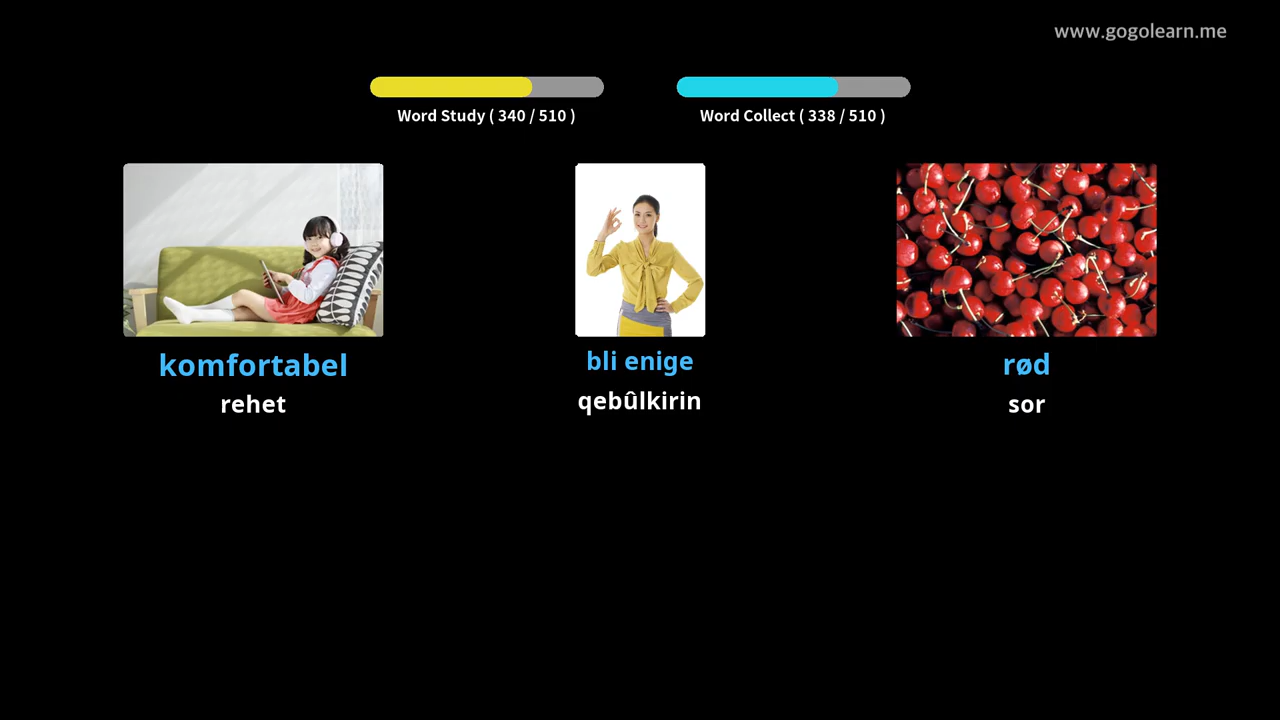 www.gogolearn.me
Word Study ( 340 / 510 )
Word Collect ( 338 / 510 )
komfortabel
rehet
bli enige
qebûlkirin
rød
sor